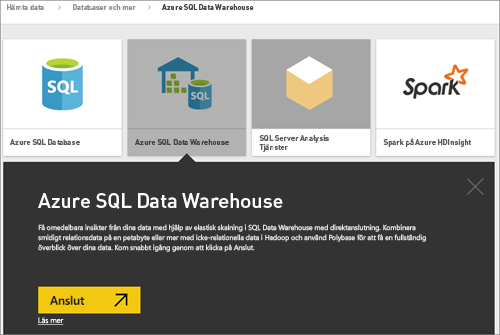 Hämta data > Databaser och mer > Azure SQL Data Warehouse
SQL
SQL
Spark
Azure SQL Database
Azure SQL Data Warehouse
SQL Server Analysis
Tjänster
Spark på Azure HDInsight
Azure SQL Data Warehouse
Få omedelbara insikter från dina data med hjälp av elastisk skalning i SQL Data Warehouse med direktanslutning. Kombinera
smidigt relationsdata på en petabyte eller mer med icke-relationella data i Hadoop och använd Polybase för att få en fullständig
överblick över dina data. Kom snabbt igång genom att klicka på Anslut.
Anslut
Läs mer